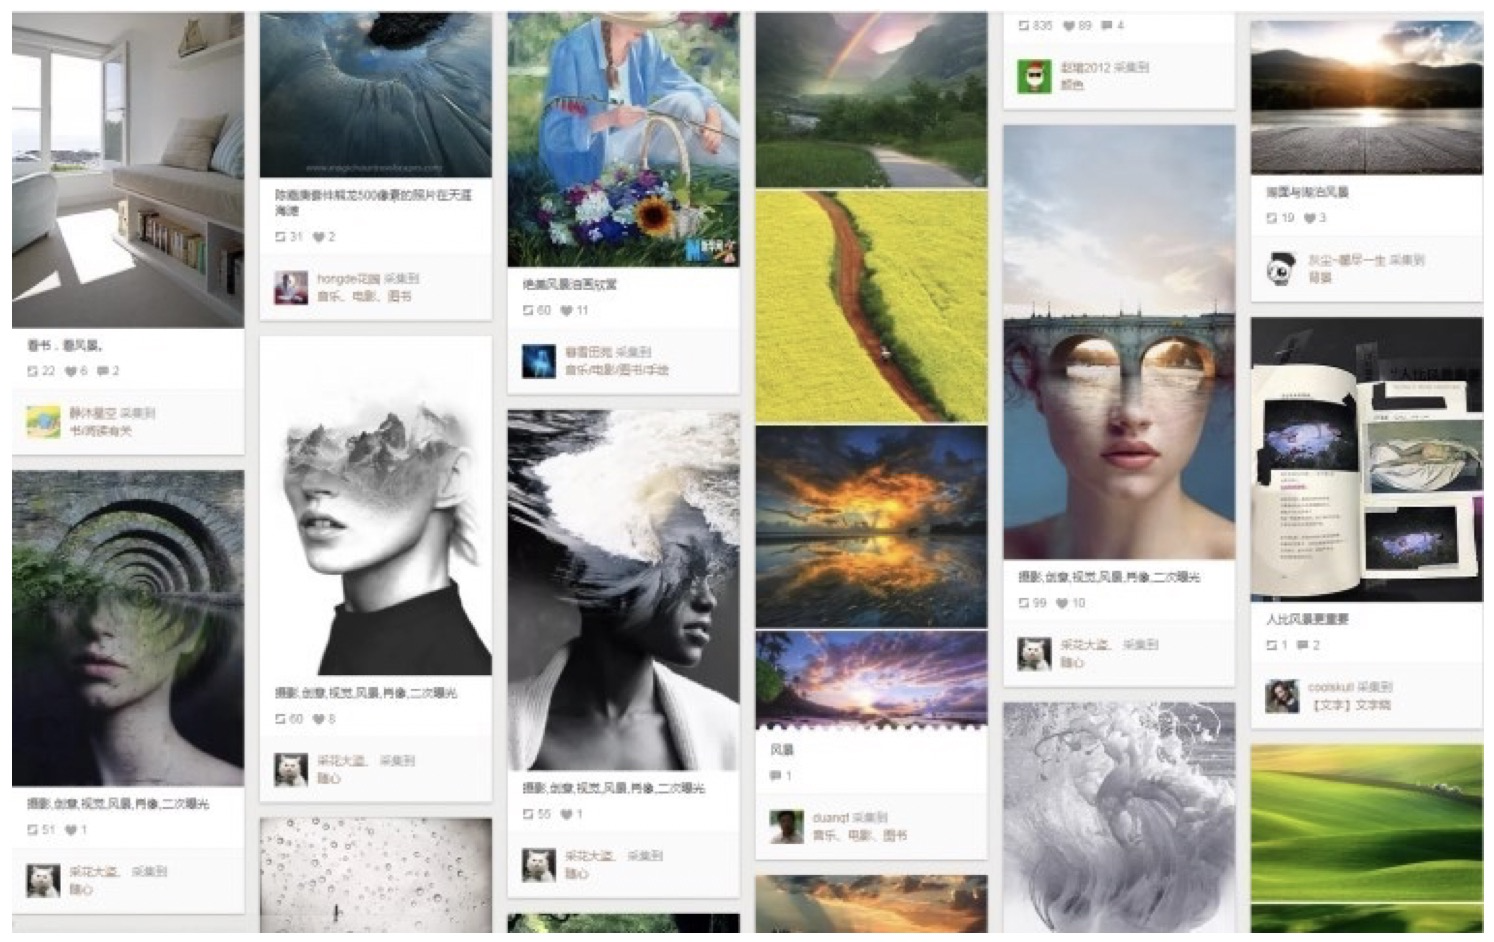 看书，看风景。
22 6 2
静沐星空 采集到
书/阅读有关
摄影,创意,视觉,风景,肖像,二次曝光
51 1
采花大盗、 采集到
随心
500像素的照片在天涯
海滩
31 2
hongde花园 采集到
音乐、电影、图书
摄影,创意,视觉,风景,肖像,二次曝光
60 8
采花大盗、 采集到
随心
绝美风景油画欣赏
60 11
采集到
音乐/电影/图书/手绘
摄影,创意,视觉,风景,肖像,二次曝光
55 1
采花大盗、 采集到
随心
风景
1
duanqf 采集到
音乐、电影、图书
835 89 4
2012 采集到
颜色
摄影,创意,视觉,风景,肖像,二次曝光
99 10
采花大盗、 采集到
随心
湖面与湖泊风景
19 3
采集到
背景
人比风景更重要
1 2
coolskull 采集到
【文字】文字控